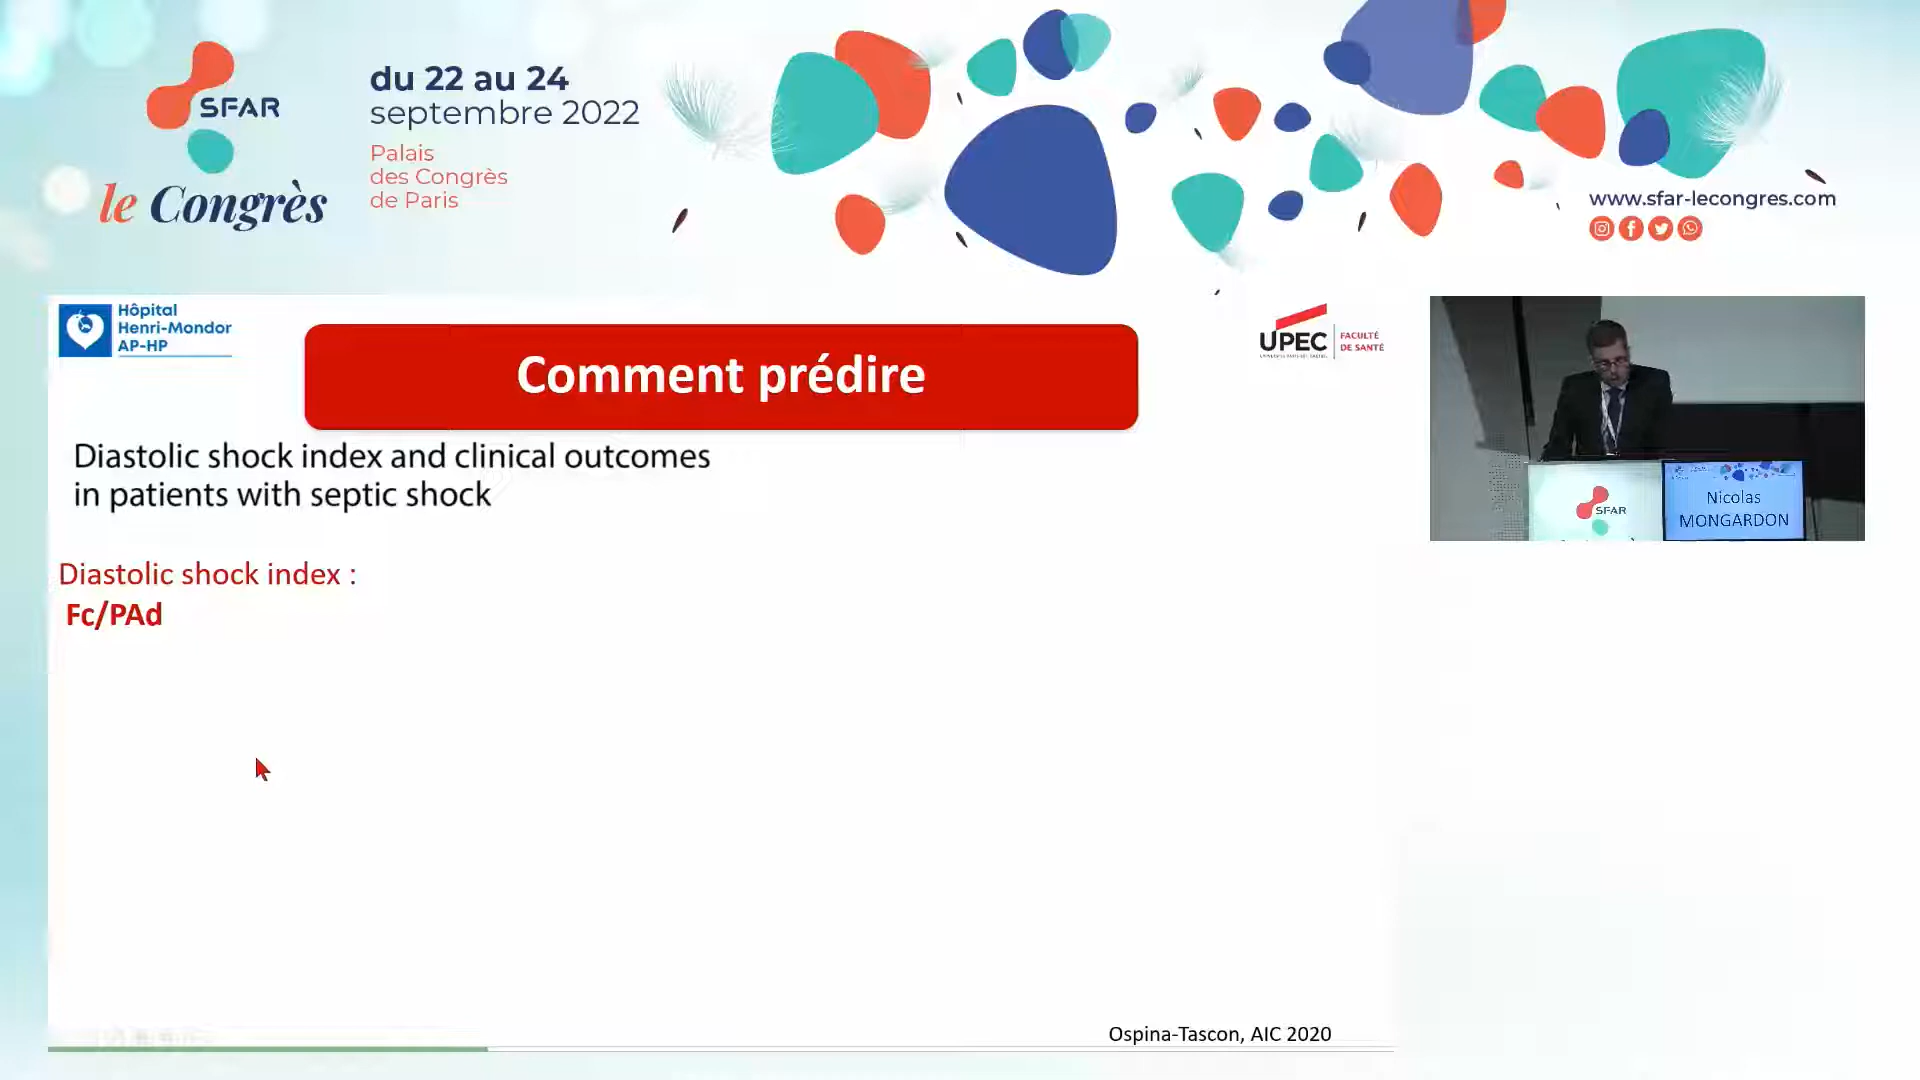 SFAR
le Congrès
du 22 au 24
septembre 2022
Palais
des Congrès
de Paris
www.sfar-lecongres.com
Hôpital
Henri-Mondor
AP-HP
Comment prédire
UPEC
FACULTÉ
DE SANTÉ
Diastolic shock index and clinical outcomes
in patients with septic shock
Diastolic shock index :
Fc/PAd
Ospina-Tascon, AIC 2020
SFAR
Nicolas
MONGARDON